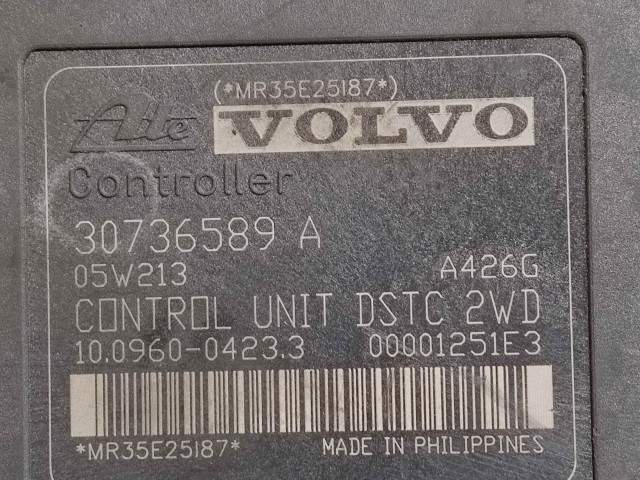 (*MR35E25187*)
Ate VOLVO
Controller
30736589 A
05W213 A426G
CONTROL UNIT DSTC 2WD
10.0960-0423.3 00001251E3
*MR35E25187* MADE IN PHILIPPINES